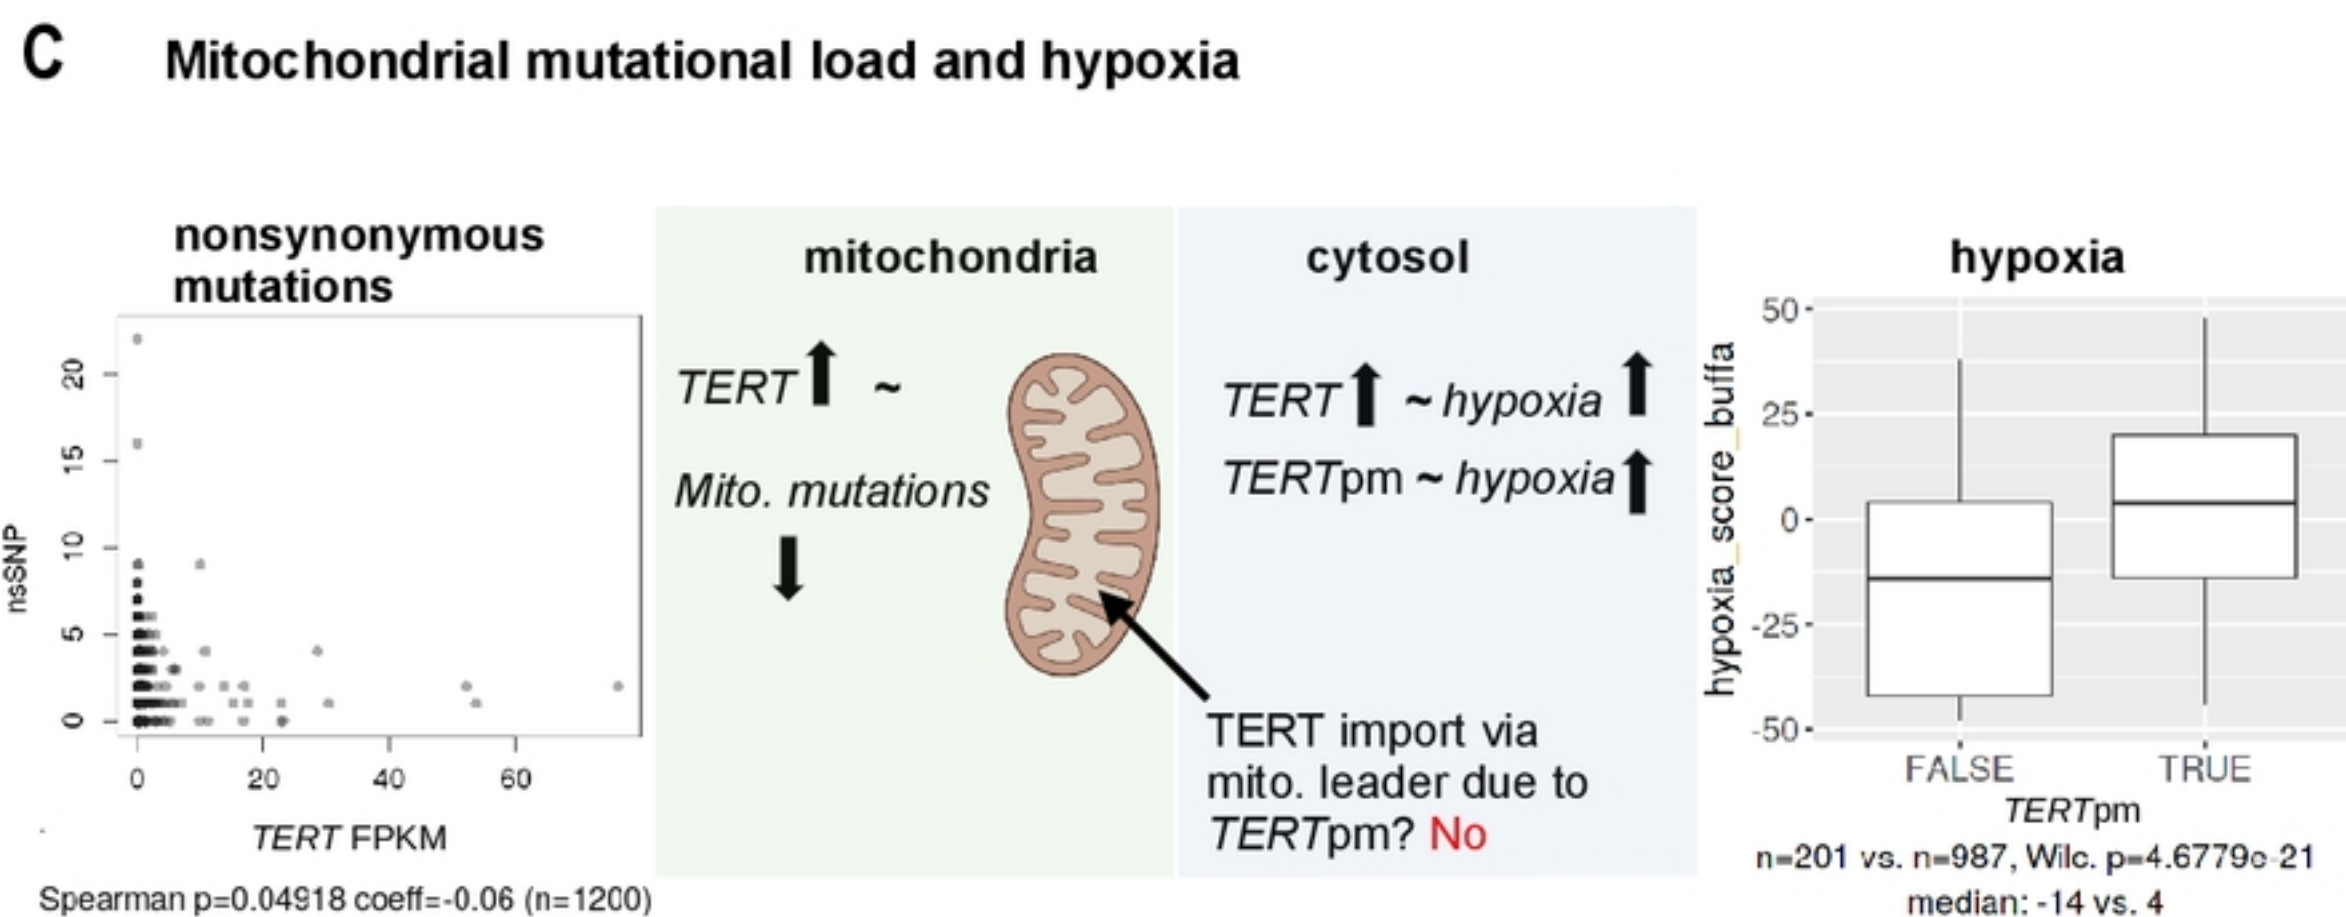 C Mitochondrial mutational load and hypoxia
nonsynonymous
mutations
nsSNP
20
15
10
5
0
0 20 40 60
TERT FPKM
Spearman p=0.04918 coeff=-0.06 (n=1200)
mitochondria
TERT ~
Mito. mutations
cytosol
TERT ~ hypoxia
TERTpm ~ hypoxia
TERT import via
mito. leader due to
TERTpm? No
hypoxia
hypoxia_score_buffa
50
25
0
-25
-50
FALSE TRUE
TERTpm
n=201 vs. n=987, Wilc. p=4.6779e-21
median: -14 vs. 4